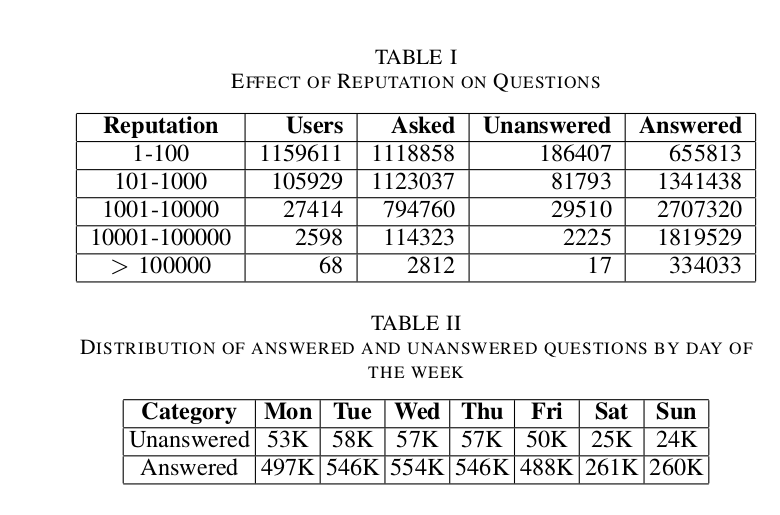 TABLE I
EFFECT OF REPUTATION ON QUESTIONS
Reputation Users Asked Unanswered Answered
1-100 1159611 1118858 186407 655813
101-1000 105929 1123037 81793 1341438
1001-10000 27414 794760 29510 2707320
10001-100000 2598 114323 2225 1819529
> 100000 68 2812 17 334033
TABLE II
DISTRIBUTION OF ANSWERED AND UNANSWERED QUESTIONS BY DAY OF
THE WEEK
Category Mon Tue Wed Thu Fri Sat Sun
Unanswered 53K 58K 57K 57K 50K 25K 24K
Answered 497K 546K 554K 546K 488K 261K 260K